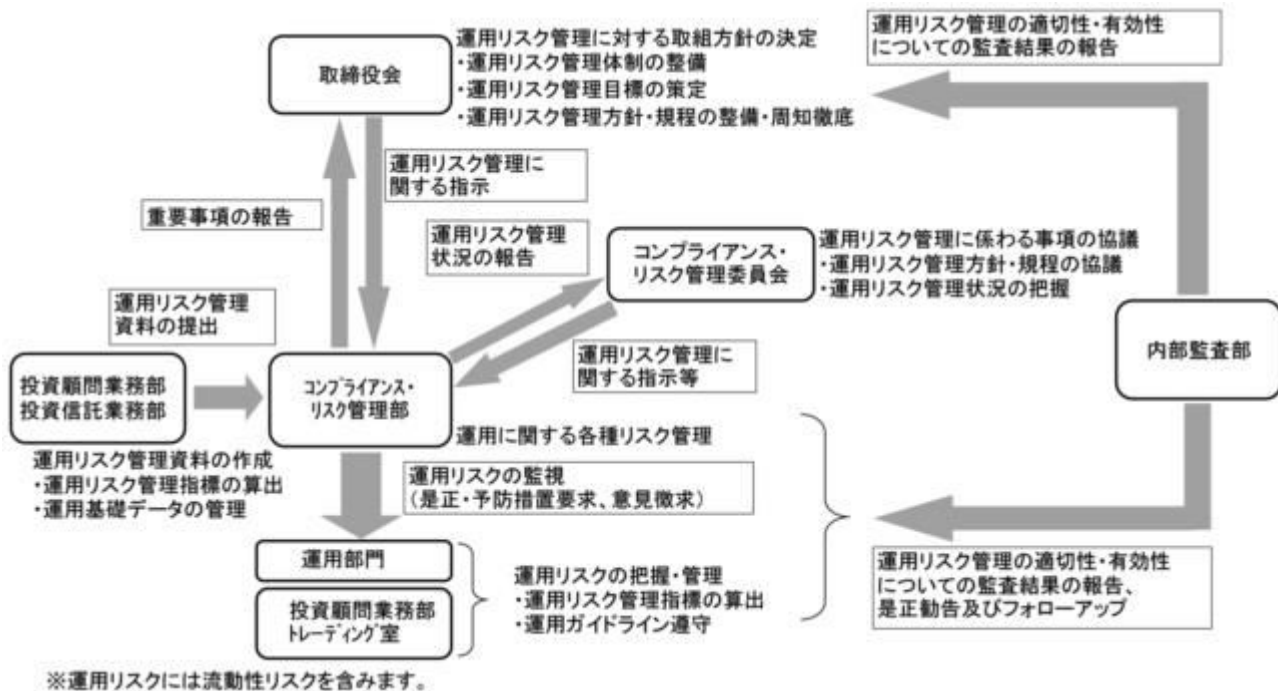 取締役会
運用リスク管理に対する取組方針の決定
・運用リスク管理体制の整備
・運用リスク管理目標の策定
・運用リスク管理方針・規程の整備・周知徹底
運用リスク管理の適切性・有効性
についての監査結果の報告
運用リスク管理に
関する指示
重要事項の報告
運用リスク管理
状況の報告
コンプライアンス・
リスク管理委員会
運用リスク管理に係わる事項の協議
・運用リスク管理方針・規程の協議
・運用リスク管理状況の把握
運用リスク管理
資料の提出
運用リスク管理に
関する指示等
内部監査部
投資顧問業務部
投資信託業務部
コンプライアンス・
リスク管理部
運用に関する各種リスク管理
運用リスク管理資料の作成
・運用リスク管理指標の算出
・運用基礎データの管理
運用リスクの監視
(是正・予防措置要求、意見徴求)
運用部門
投資顧問業務部
トレーディング室
運用リスクの把握・管理
・運用リスク管理指標の算出
・運用ガイドライン遵守
運用リスク管理の適切性・有効性
についての監査結果の報告、
是正勧告及びフォローアップ
※運用リスクには流動性リスクを含みます。